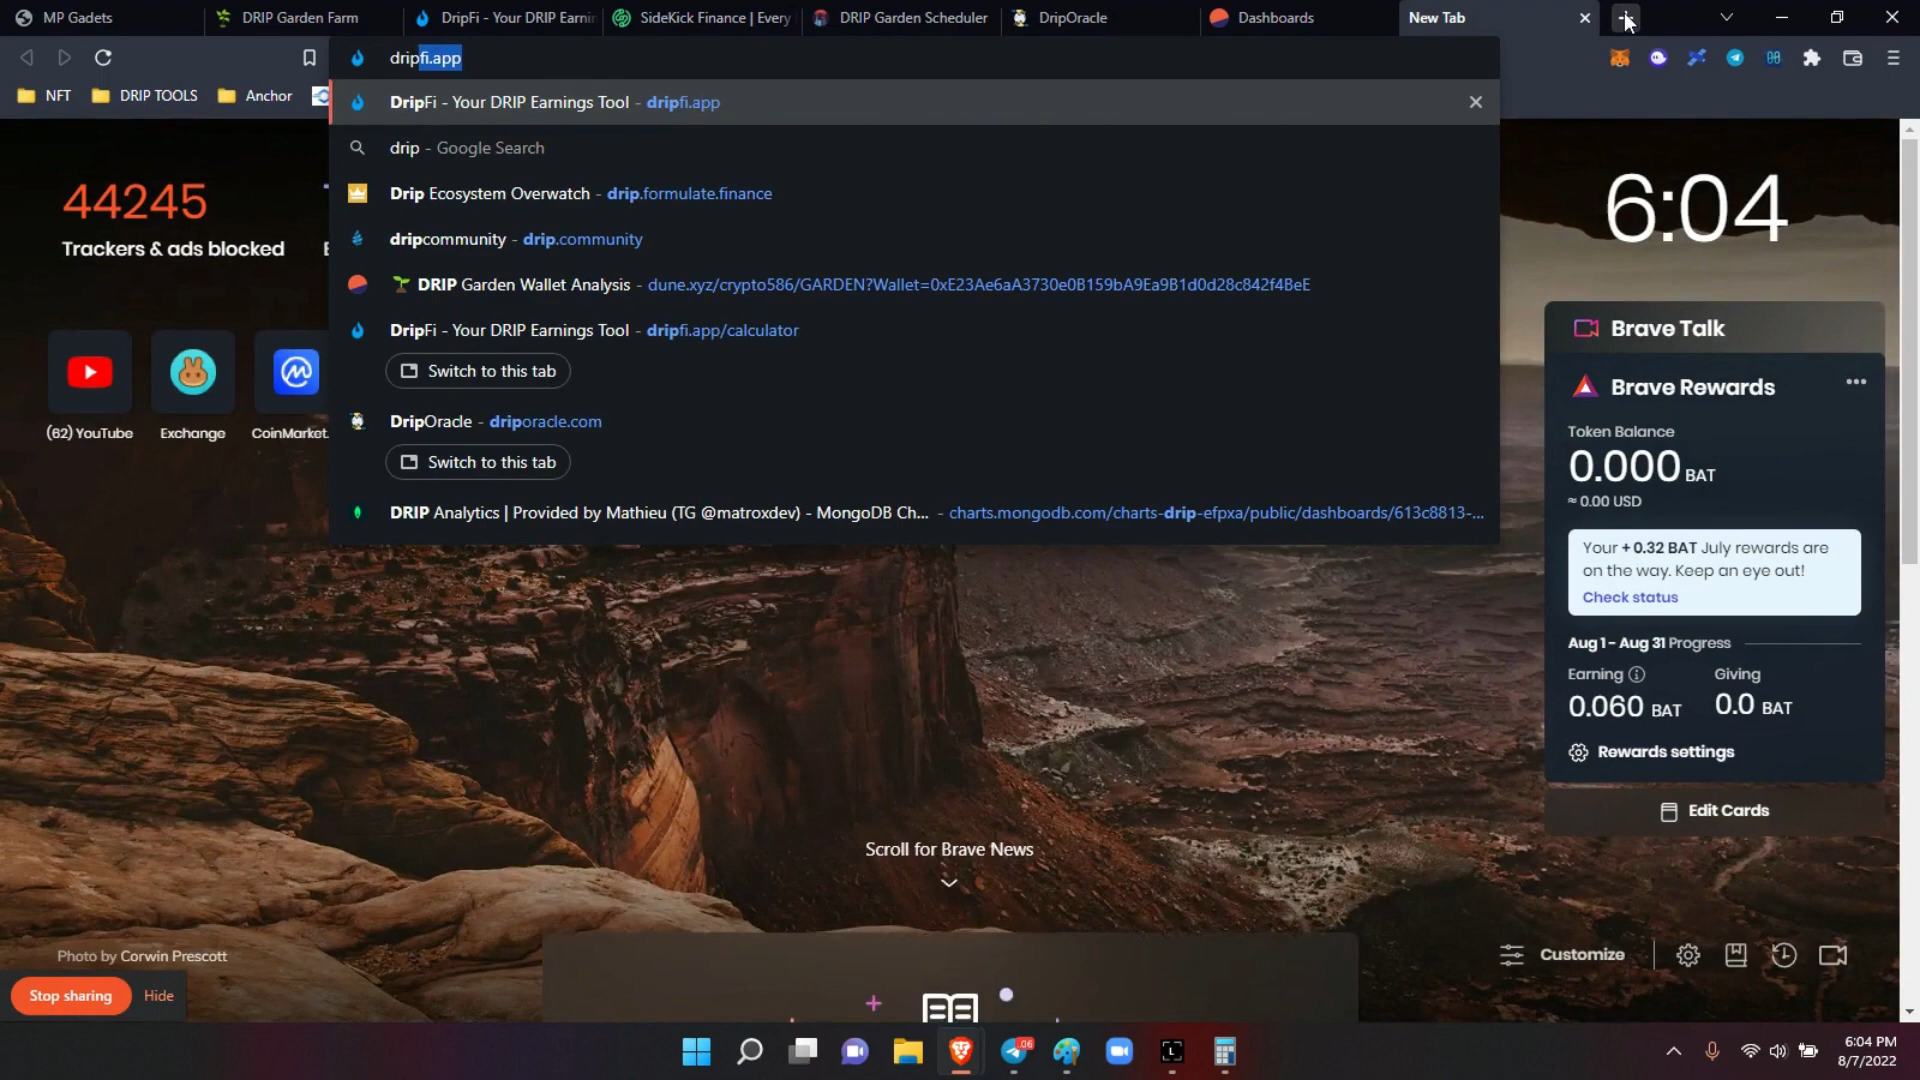 MP Gadets
DRIP Garden Farm
DripFi - Your DRIP Earnin
SideKick Finance | Every
DRIP Garden Scheduler
DripOracle
Dashboards
New Tab
dripfi.app
NFT
DRIP TOOLS
Anchor
DripFi - Your DRIP Earnings Tool - dripfi.app
drip - Google Search
Drip Ecosystem Overwatch - drip.formulate.finance
dripcommunity - drip.community
DRIP Garden Wallet Analysis - dune.xyz/crypto586/GARDEN?Wallet=0xE23Ae6aA3730e0B159bA9Ea9B1d0d28c842f4BeE
DripFi - Your DRIP Earnings Tool - dripfi.app/calculator
Switch to this tab
DripOracle - driporacle.com
Switch to this tab
DRIP Analytics | Provided by Mathieu (TG @matroxdev) - MongoDB Ch... - charts.mongodb.com/charts-drip-efpxa/public/dashboards/613c8813-...
44245
Trackers & ads blocked
6:04
(62) YouTube
Exchange
CoinMarket.
Brave Talk
Brave Rewards
Token Balance
0.000 BAT
≈ 0.00 USD
Your + 0.32 BAT July rewards are
on the way. Keep an eye out!
Check status
Aug 1 - Aug 31 Progress
Earning
Giving
0.060 BAT
0.0 BAT
Rewards settings
Edit Cards
Scroll for Brave News
Photo by Corwin Prescott
Customize
Stop sharing
Hide
6:04 PM
8/7/2022